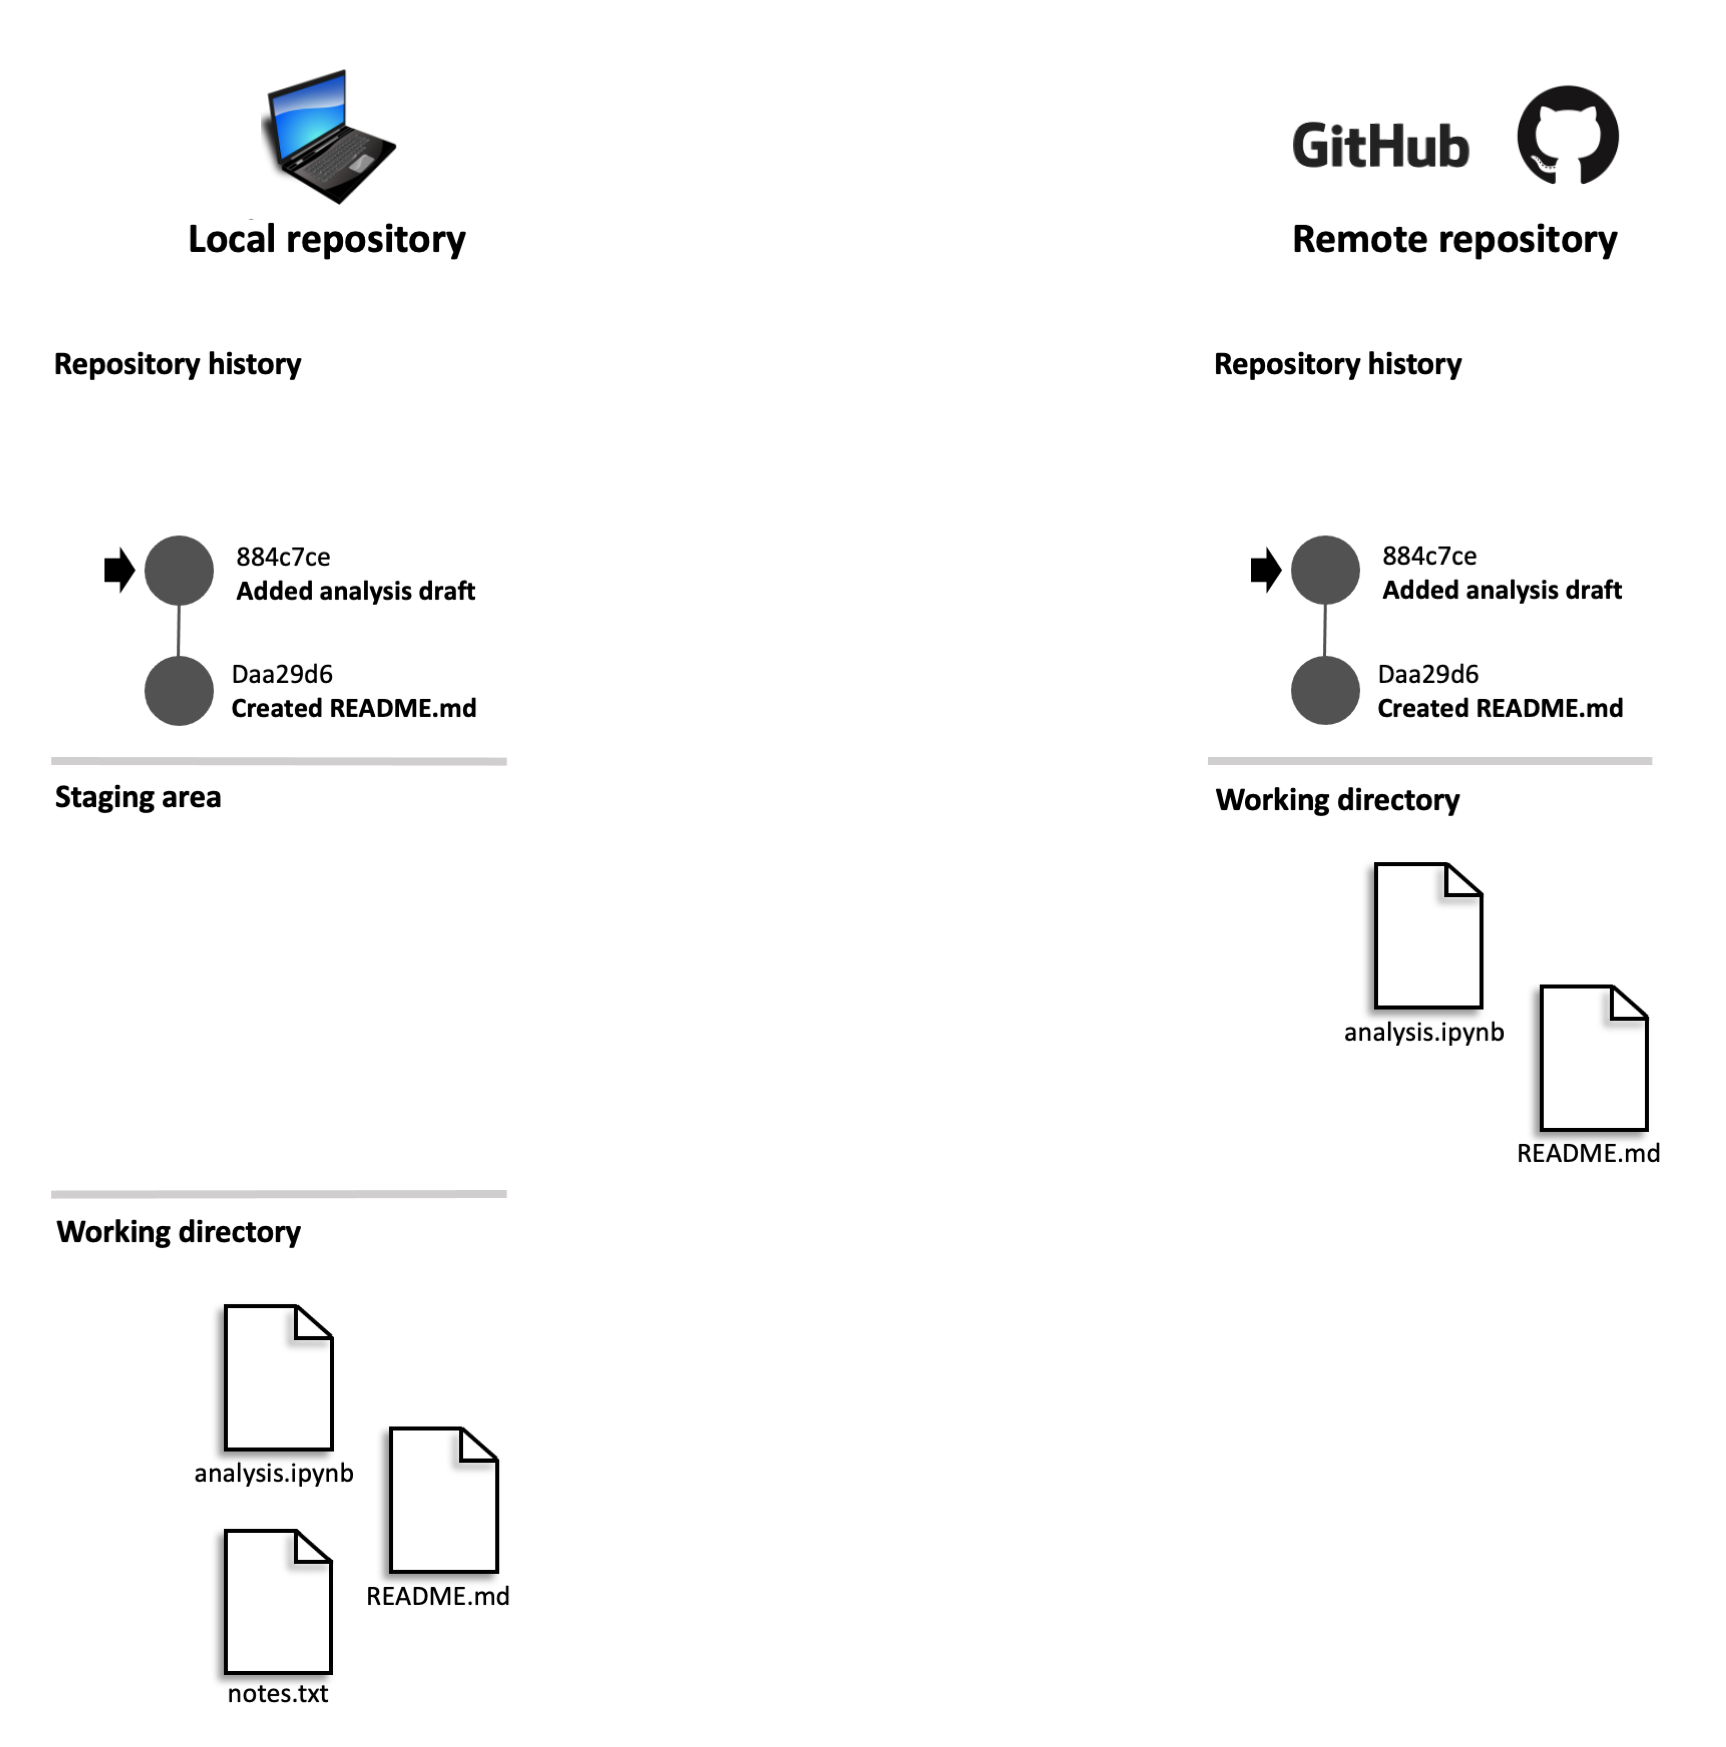 Local repository
Repository history
884c7ce
Added analysis draft
Daa29d6
Created README.md
Staging area
Working directory
analysis.ipynb
README.md
notes.txt
GitHub
Remote repository
Repository history
884c7ce
Added analysis draft
Daa29d6
Created README.md
Working directory
analysis.ipynb
README.md